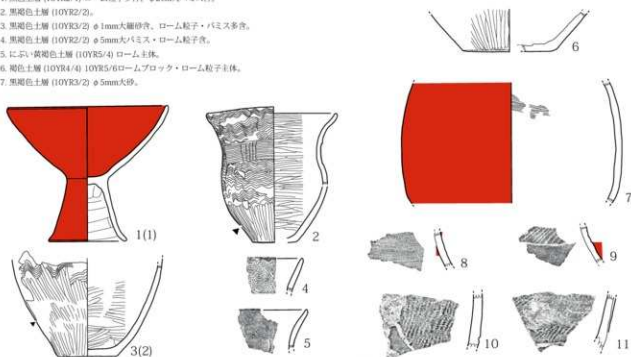 2. 黒褐色土層 (10YR2/2)。
3. 黒褐色土層 (10YR3/2) φ1mm大細砂含、ローム粒子・パミス多含。
4. 黒褐色土層 (10YR2/2) φ5mm大パミス・ローム粒子含。
5. にぶい黄褐色土層 (10YR5/4) ローム主体。
6. 褐色土層 (10YR4/4) 10YR5/6ロームブロック・ローム粒子主体。
7. 黒褐色土層 (10YR3/2) φ5mm大砂。
6
1(1)
2
7
8
9
3(2)
4
5
10
11